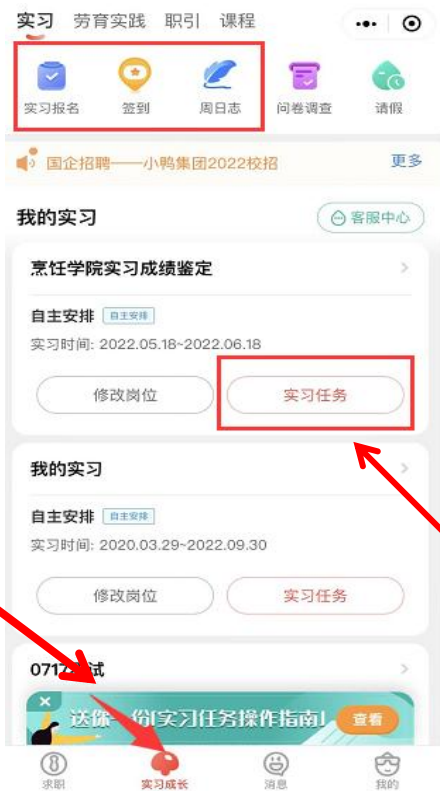 实习 劳育实践 职引 课程
实习报名 签到 周日志 问卷调查 请假
国企招聘——小鸭集团2022校招 更多
我的实习 客服中心
烹饪学院实习成绩鉴定
自主安排 自主安排
实习时间: 2022.05.18~2022.06.18
修改岗位 实习任务
我的实习
自主安排 自主安排
实习时间: 2020.03.29~2022.09.30
修改岗位 实习任务
0717 试
送你一份[实习任务操作指南] 查看
求职 实习成长 消息 我的